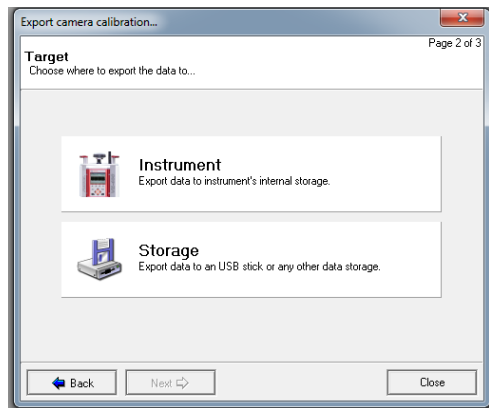 Export camera calibration...
Page 2 of 3
Target
Choose where to export the data to...
Instrument
Export data to instrument's internal storage.
Storage
Export data to an USB stick or any other data storage.
Back
Next
Close